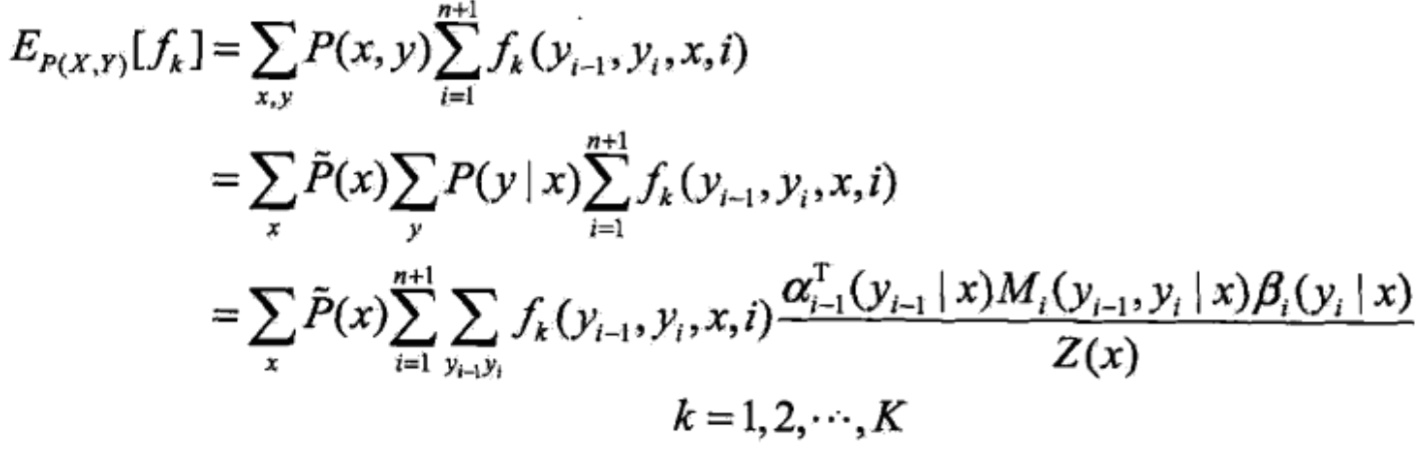 $E_{P(X,Y)}[f_k] = \sum_{x,y} P(x,y) \sum_{i=1}^{n+1} f_k(y_{i-1}, y_i, x, i)$
$= \sum_{x} \tilde{P}(x) \sum_{y} P(y \mid x) \sum_{i=1}^{n+1} f_k(y_{i-1}, y_i, x, i)$
$= \sum_{x} \tilde{P}(x) \sum_{i=1}^{n+1} \sum_{y_{i-1} y_i} f_k(y_{i-1}, y_i, x, i) \frac{\alpha_{i-1}^{\mathrm{T}}(y_{i-1} \mid x) M_i(y_{i-1}, y_i \mid x) \beta_i(y_i \mid x)}{Z(x)}$
$k = 1, 2, \cdots, K$